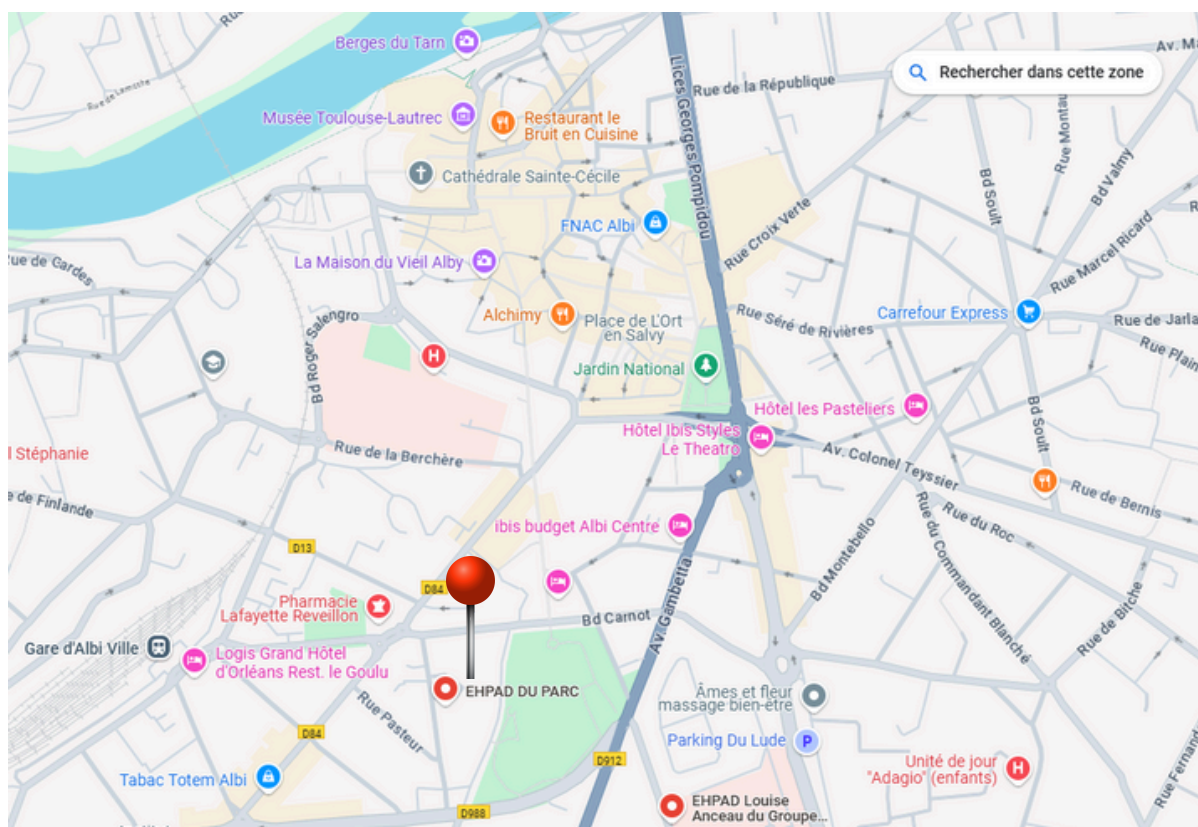 Berges du Tarn
Rechercher dans cette zone
Av. Ma
Rue de Lamothe
Lices Georges Pompidou
Rue de la République
Musée Toulouse-Lautrec
Restaurant le
Bruit en Cuisine
Rue Montau
Bd Valmy
Cathédrale Sainte-Cécile
Bd Soult
FNAC Albi
Rue Croix Verte
Rue Marcel Ricard
La Maison du Vieil Alby
ue de Cardes
Alchimy
Place de L'Ort
en Salvy
Rue Séré de Rivières
Carrefour Express
Rue de Jarla
Rue Plain
Bd Roger Salengro
H
Jardin National
Hôtel les Pasteliers
Bd Soult
Hôtel Ibis Styles
Le Theatro
l Stéphanie
Rue de la Berchère
Av. Colonel Teyssier
Rue de Bernis
e de Finlande
ibis budget Albi Centre
Rue du Roc
Rue du Commandant Blanché
Bd Montebello
D13
D84
Pharmacie
Lafayette Reveillon
Bd Carnot
Av. Gambetta
Rue de Bitche
Gare d'Albi Ville
Logis Grand Hôtel
d'Orléans Rest. le Goulu
EHPAD DU PARC
Âmes et fleur
massage bien-être
Rue Pasteur
D84
Parking Du Lude
P
D912
Unité de jour
"Adagio" (enfants)
H
Rue Fernand
Tabac Totem Albi
D988
EHPAD Louise
Anceau du Groupe...